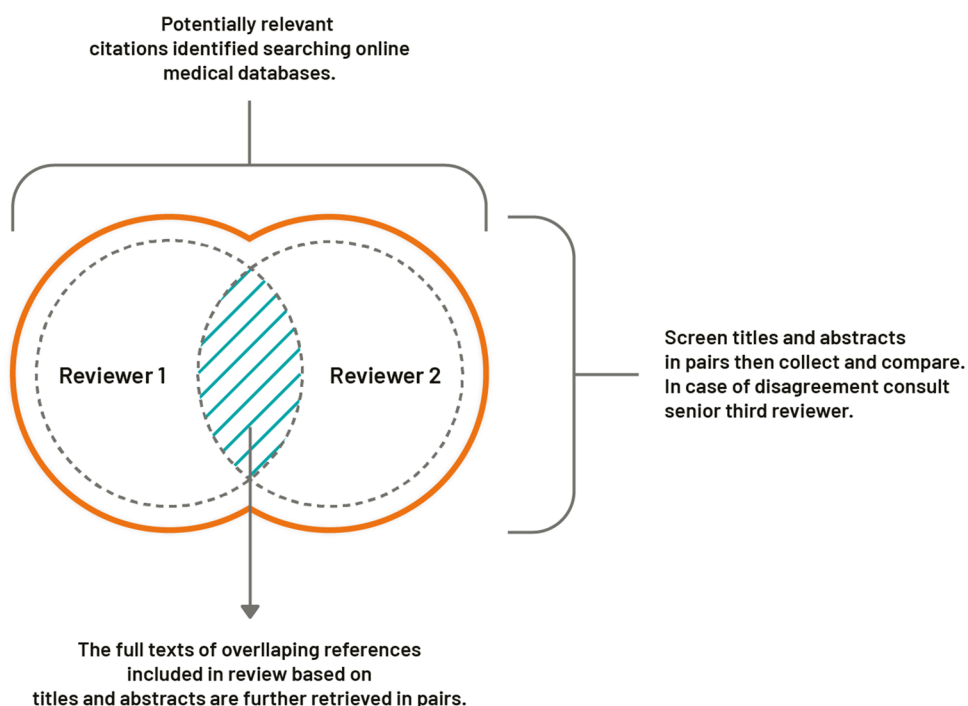 Potentially relevant
citations identified searching online
medical databases.
Reviewer 1
Reviewer 2
Screen titles and abstracts
in pairs then collect and compare.
In case of disagreement consult
senior third reviewer.
The full texts of overllaping references
included in review based on
titles and abstracts are further retrieved in pairs.